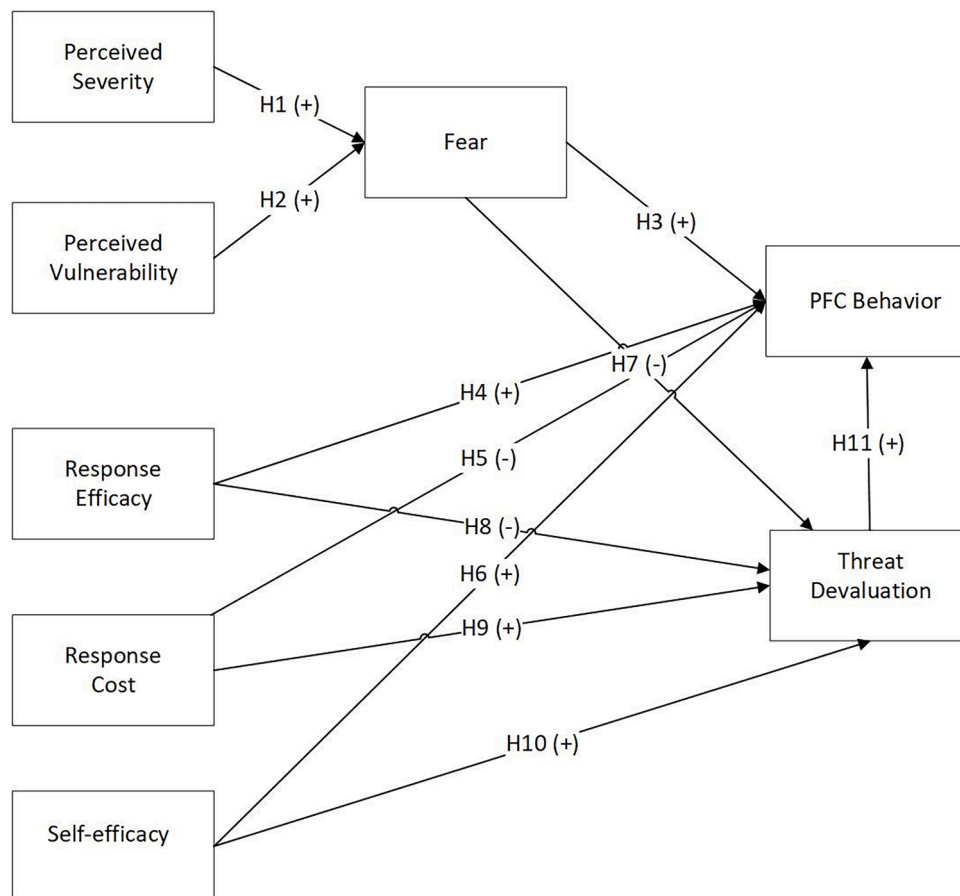 Perceived
Severity
H1 (+)
Fear
H2 (+)
Perceived
Vulnerability
H3 (+)
PFC Behavior
H7 (-)
H4 (+)
H5 (-)
H11 (+)
Response
Efficacy
H8 (-)
H6 (+)
Threat
Devaluation
H9 (+)
Response
Cost
H10 (+)
Self-efficacy